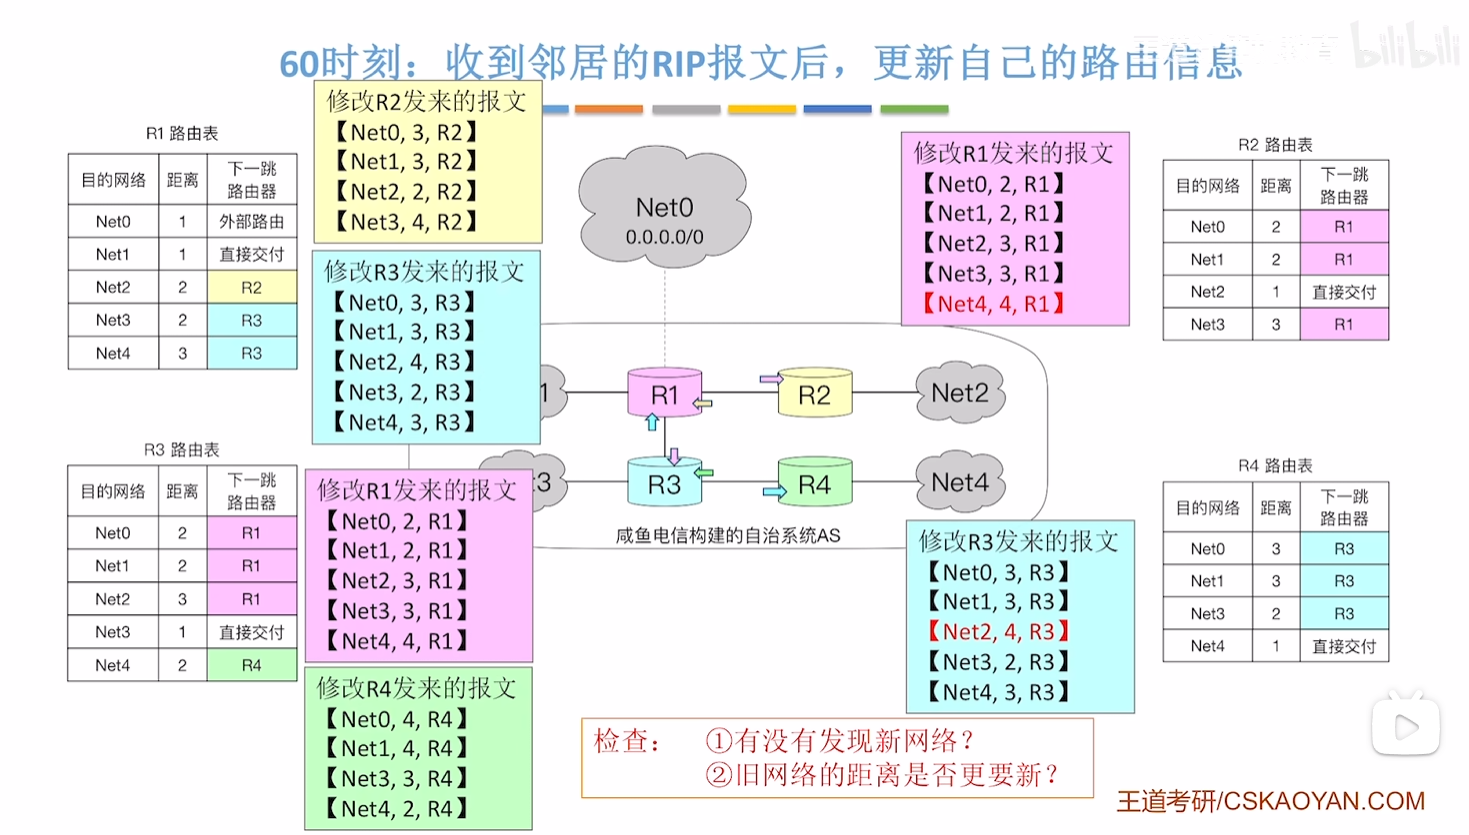 60时刻：收到邻居的RIP报文后，更新自己的路由信息
bilibili
R1 路由表
目的网络 距离 下一跳路由器
Net0 1 外部路由
Net1 1 直接交付
Net2 2 R2
Net3 2 R3
Net4 3 R3
修改R2发来的报文
【Net0, 3, R2】
【Net1, 3, R2】
【Net2, 2, R2】
【Net3, 4, R2】
修改R3发来的报文
【Net0, 3, R3】
【Net1, 3, R3】
【Net2, 4, R3】
【Net3, 2, R3】
【Net4, 3, R3】
Net0
0.0.0.0/0
修改R1发来的报文
【Net0, 2, R1】
【Net1, 2, R1】
【Net2, 3, R1】
【Net3, 3, R1】
【Net4, 4, R1】
R2 路由表
目的网络 距离 下一跳路由器
Net0 2 R1
Net1 2 R1
Net2 1 直接交付
Net3 3 R1
1 R1 R2 Net2
3 R3 R4 Net4
咸鱼电信构建的自治系统AS
R3 路由表
目的网络 距离 下一跳路由器
Net0 2 R1
Net1 2 R1
Net2 3 R1
Net3 1 直接交付
Net4 2 R4
修改R1发来的报文
【Net0, 2, R1】
【Net1, 2, R1】
【Net2, 3, R1】
【Net3, 3, R1】
【Net4, 4, R1】
修改R4发来的报文
【Net0, 4, R4】
【Net1, 4, R4】
【Net3, 3, R4】
【Net4, 2, R4】
修改R3发来的报文
【Net0, 3, R3】
【Net1, 3, R3】
【Net2, 4, R3】
【Net3, 2, R3】
【Net4, 3, R3】
R4 路由表
目的网络 距离 下一跳路由器
Net0 3 R3
Net1 3 R3
Net3 2 R3
Net4 1 直接交付
检查： ①有没有发现新网络？
②旧网络的距离是否更要新？
王道考研/CSKAOYAN.COM